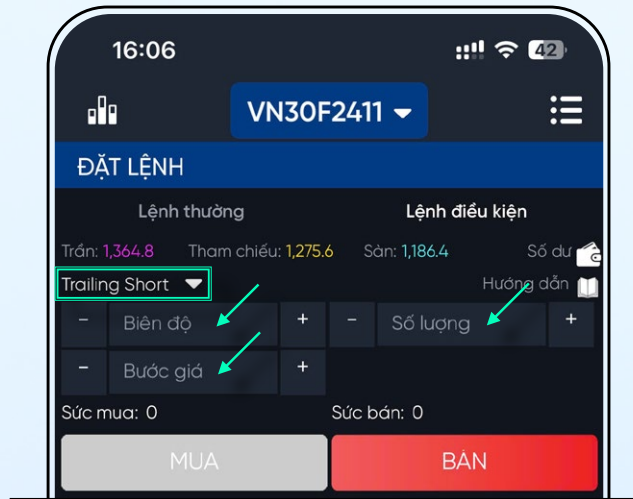 16:06 42
VN30F2411
ĐẶT LỆNH
Lệnh thường Lệnh điều kiện
Trần: 1,364.8 Tham chiếu: 1,275.6 Sàn: 1,186.4 Số dư
Trailing Short Hướng dẫn
- Biên độ + - Số lượng +
- Bước giá +
Sức mua: 0 Sức bán: 0
MUA BÁN